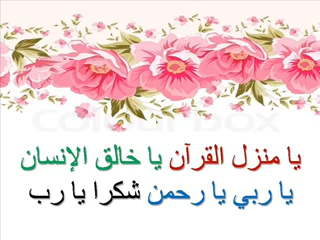 يا منزل القرآن يا خالق الإنسان
يا ربي يا رحمن شكرا يا رب